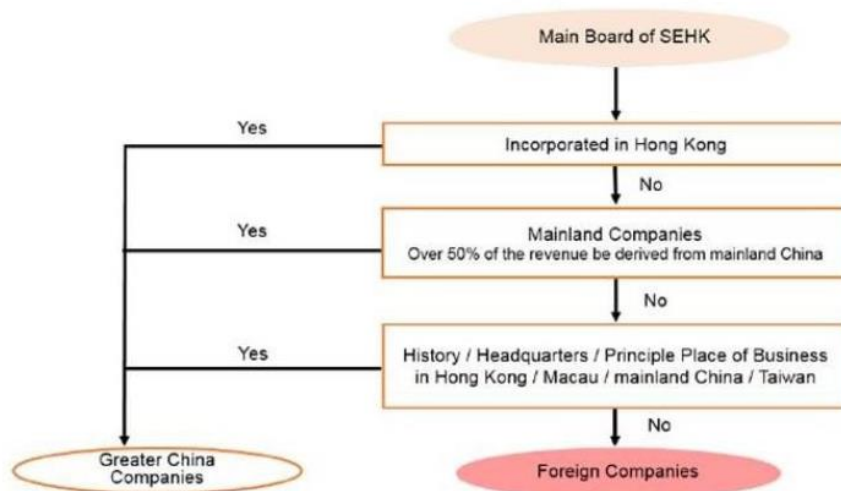 Main Board of SEHK
Yes
Incorporated in Hong Kong
No
Yes
Mainland Companies
Over 50% of the revenue be derived from mainland China
No
Yes
History / Headquarters / Principle Place of Business
in Hong Kong / Macau / mainland China / Taiwan
No
Greater China
Companies
Foreign Companies